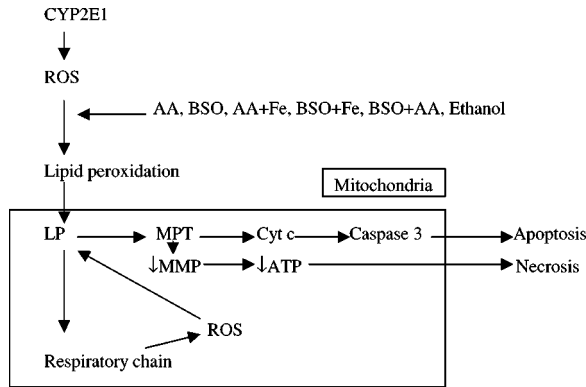 CYP2E1
ROS
AA, BSO, AA+Fe, BSO+Fe, BSO+AA, Ethanol
Lipid peroxidation
Mitochondria
LP MPT Cyt c Caspase 3 Apoptosis
↓MMP ↓ATP Necrosis
ROS
Respiratory chain